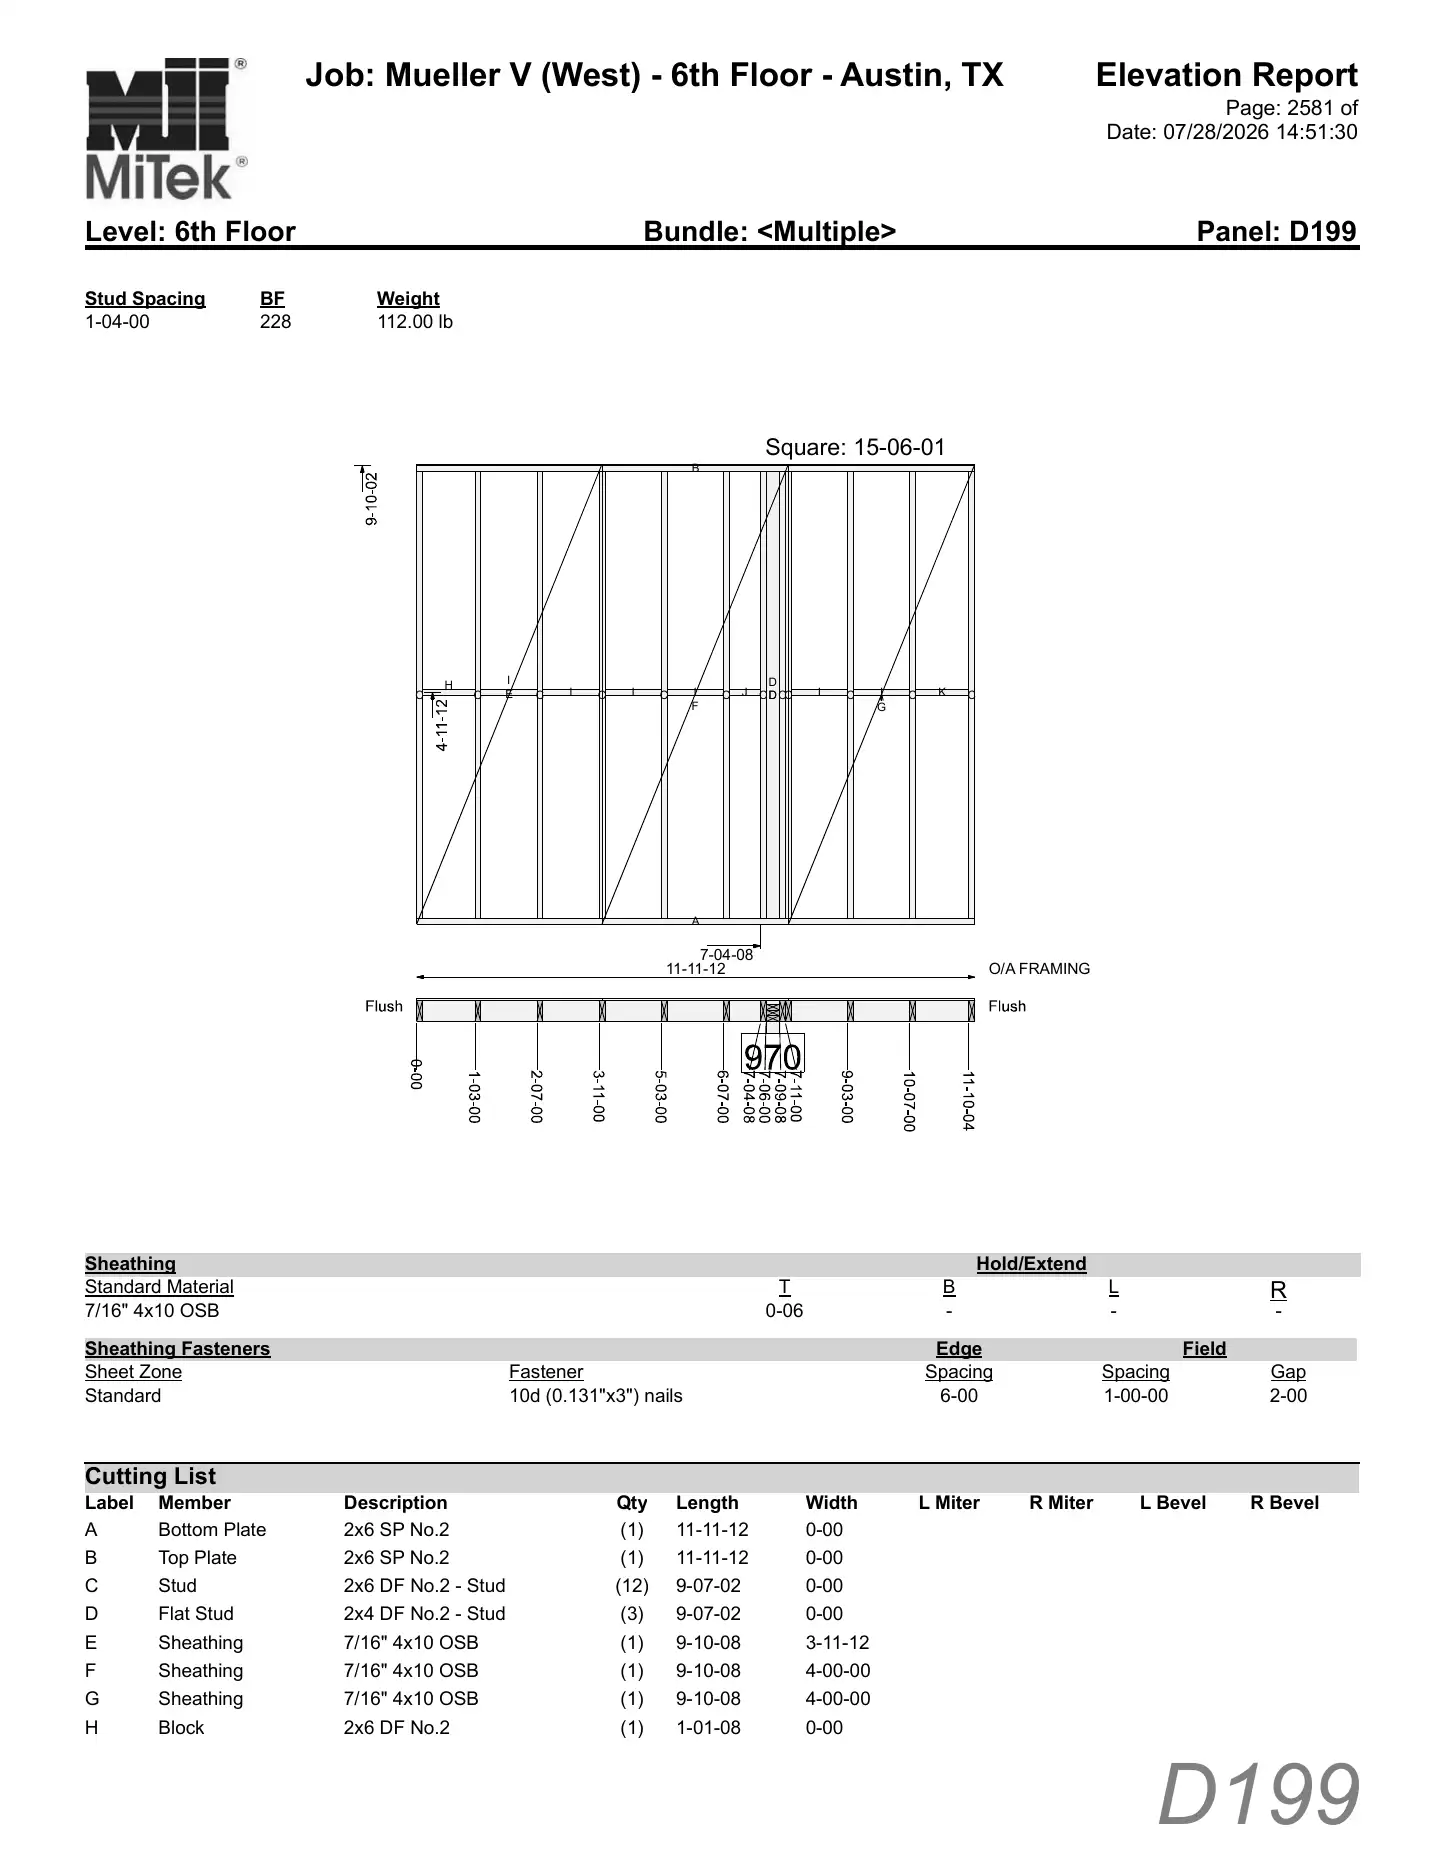 Job: Mueller V (West) - 6th Floor - Austin, TX
Elevation Report
Page: 2581 of
Date: 07/28/2026 14:51:30
MiTek®
®
Level: 6th Floor Bundle: <Multiple> Panel: D199
Stud Spacing BF Weight
1-04-00 228 112.00 lb
Square: 15-06-01
B
9-10-02
H I D
E I I I J D I I K
F G
4-11-12
A
7-04-08
11-11-12 O/A FRAMING
Flush Flush
970
0-00 1-03-00 2-07-00 3-11-00 5-03-00 6-07-00 7-04-08 7-06-00 7-09-08 7-11-00 9-03-00 10-07-00 11-10-04
Sheathing Hold/Extend
Standard Material T B L R
7/16" 4x10 OSB 0-06 - - -
Sheathing Fasteners Edge Field
Sheet Zone Fastener Spacing Spacing Gap
Standard 10d (0.131"x3") nails 6-00 1-00-00 2-00
Cutting List
Label Member Description Qty Length Width L Miter R Miter L Bevel R Bevel
A Bottom Plate 2x6 SP No.2 (1) 11-11-12 0-00
B Top Plate 2x6 SP No.2 (1) 11-11-12 0-00
C Stud 2x6 DF No.2 - Stud (12) 9-07-02 0-00
D Flat Stud 2x4 DF No.2 - Stud (3) 9-07-02 0-00
E Sheathing 7/16" 4x10 OSB (1) 9-10-08 3-11-12
F Sheathing 7/16" 4x10 OSB (1) 9-10-08 4-00-00
G Sheathing 7/16" 4x10 OSB (1) 9-10-08 4-00-00
H Block 2x6 DF No.2 (1) 1-01-08 0-00
D199